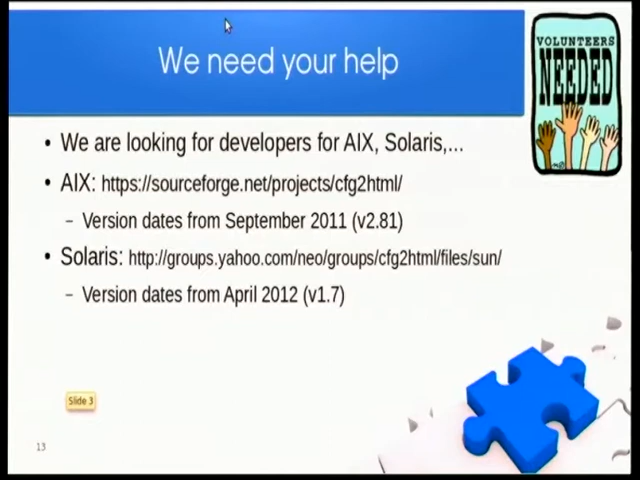 We need your help
VOLUNTEERS
NEEDED
• We are looking for developers for AIX, Solaris,...
• AIX: https://sourceforge.net/projects/cfg2html/
– Version dates from September 2011 (v2.81)
• Solaris: http://groups.yahoo.com/neo/groups/cfg2html/files/sun/
– Version dates from April 2012 (v1.7)
Slide 3
13